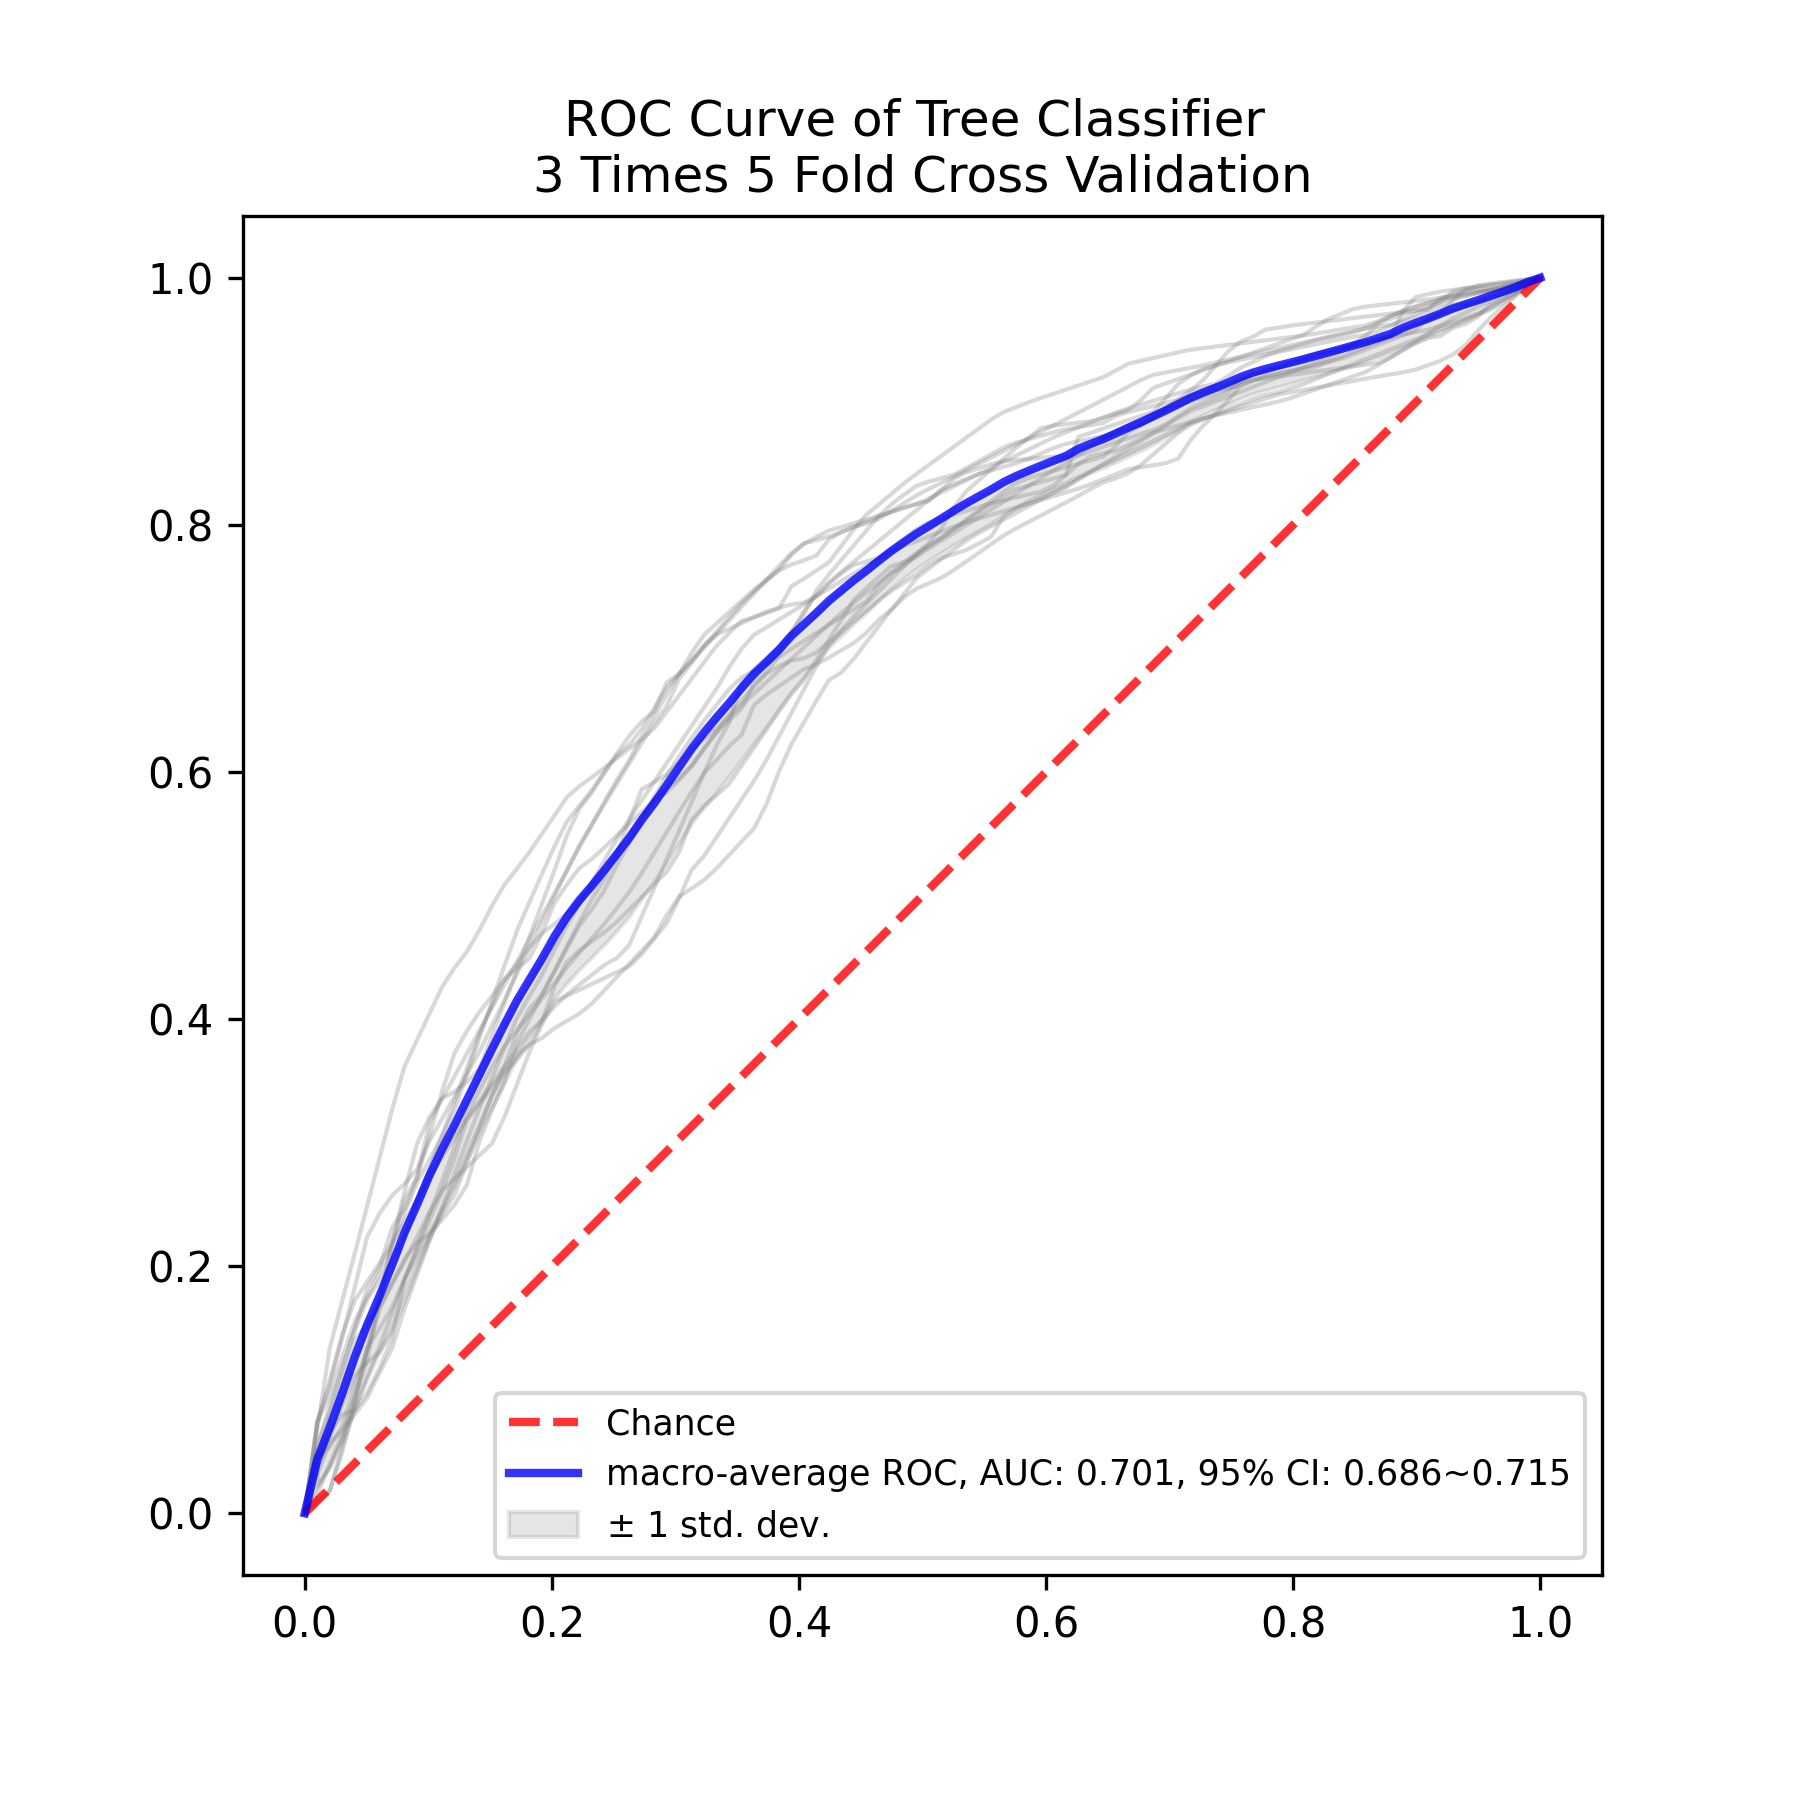 ROC Curve of Tree Classifier
3 Times 5 Fold Cross Validation
1.0
0.8
0.6
0.4
0.2
0.0
0.0 0.2 0.4 0.6 0.8 1.0
Chance
macro-average ROC, AUC: 0.701, 95% CI: 0.686~0.715
± 1 std. dev.